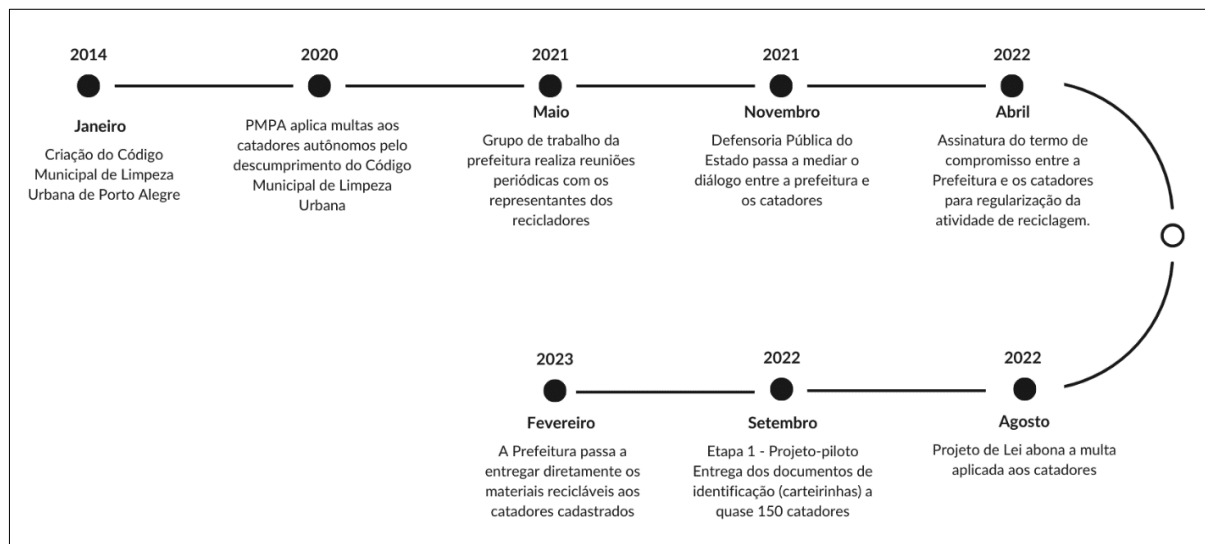 2014
Janeiro
Criação do Código
Municipal de Limpeza
Urbana de Porto Alegre
2020
PMPA aplica multas aos
catadores autônomos pelo
descumprimento do Código
Municipal de Limpeza
Urbana
2021
Maio
Grupo de trabalho da
prefeitura realiza reuniões
periódicas com os
representantes dos
recicladores
2021
Novembro
Defensoria Pública do
Estado passa a mediar o
diálogo entre a prefeitura e
os catadores
2022
Abril
Assinatura do termo de
compromisso entre a
Prefeitura e os catadores
para regularização da
atividade de reciclagem.
2022
Agosto
Projeto de Lei abona a multa
aplicada aos catadores
2022
Setembro
Etapa 1 - Projeto-piloto
Entrega dos documentos de
identificação (carteirinhas) a
quase 150 catadores
2023
Fevereiro
A Prefeitura passa a
entregar diretamente os
materiais recicláveis aos
catadores cadastrados